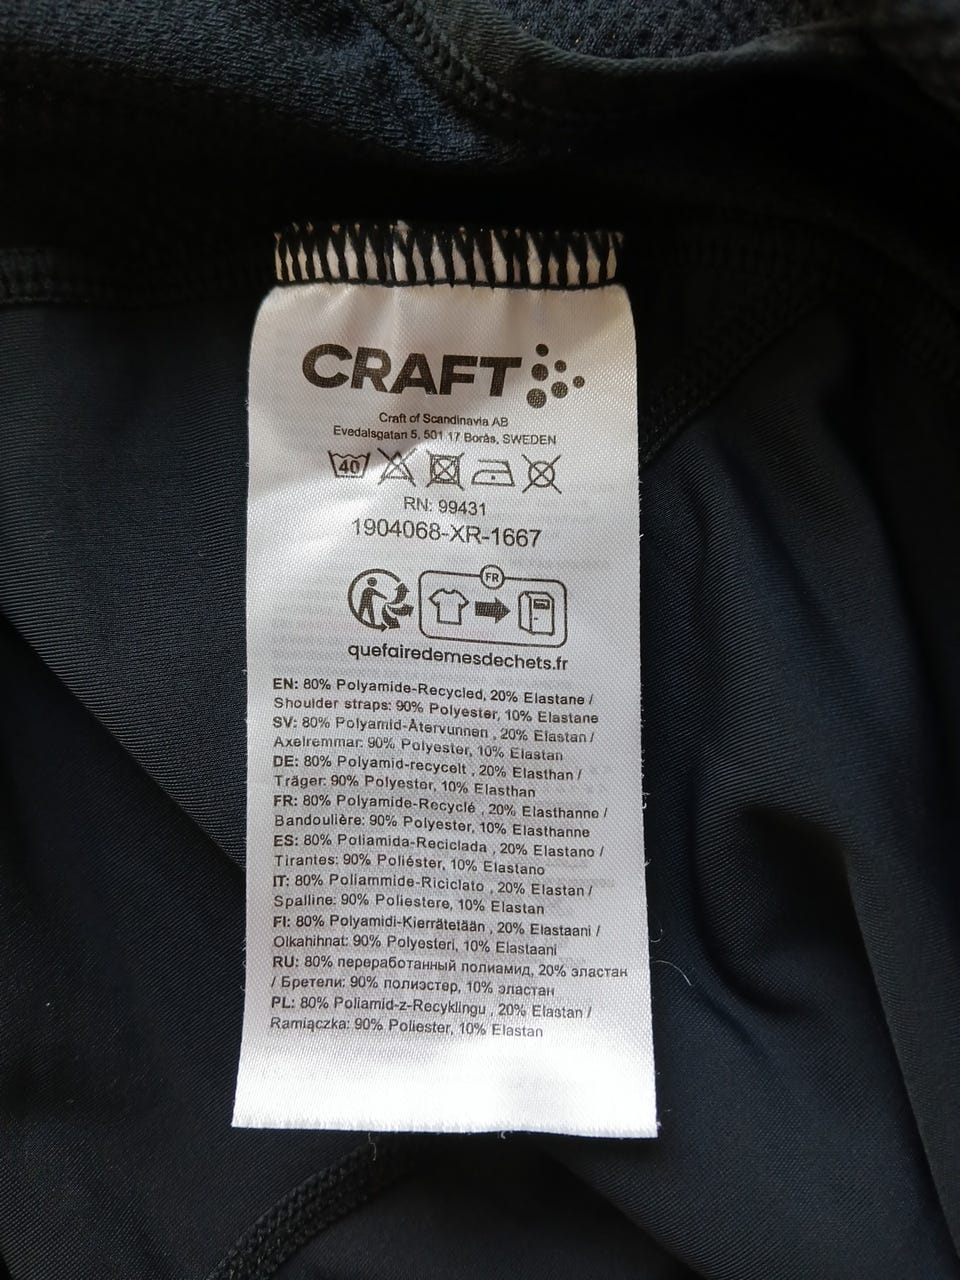 CRAFT
Craft of Scandinavia AB
Evedalsgatan 5, 501 17 Borås, SWEDEN
40
RN: 99431
1904068-XR-1667
FR
quefairedemesdechets.fr
EN: 80% Polyamide-Recycled, 20% Elastane /
Shoulder straps: 90% Polyester, 10% Elastane
SV: 80% Polyamid-Återvunnen , 20% Elastan /
Axelremmar: 90% Polyester, 10% Elastan
DE: 80% Polyamid-recycelt , 20% Elasthan /
Träger: 90% Polyester, 10% Elasthan
FR: 80% Polyamide-Recyclé , 20% Elasthanne /
Bandoulière: 90% Polyester, 10% Elasthanne
ES: 80% Poliamida-Reciclada , 20% Elastano /
Tirantes: 90% Poliéster, 10% Elastano
IT: 80% Poliammide-Riciclato , 20% Elastan /
Spalline: 90% Poliestere, 10% Elastan
FI: 80% Polyamidi-Kierrätetään , 20% Elastaani /
Olkahihnat: 90% Polyesteri, 10% Elastaani
RU: 80% переработанный полиамид, 20% эластан
/ Бретели: 90% полиэстер, 10% эластан
PL: 80% Poliamid-z-Recyklingu , 20% Elastan /
Ramiączka: 90% Poliester, 10% Elastan